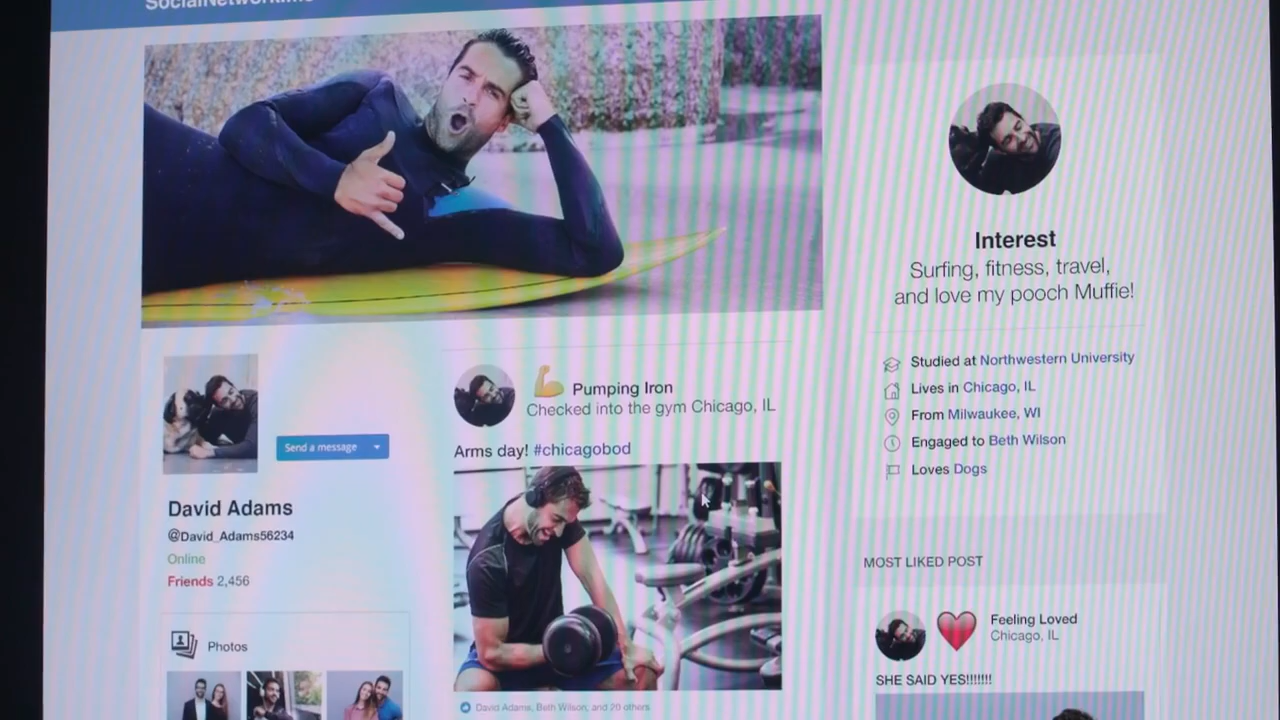 Interest
Surfing, fitness, travel,
and love my pooch Muffie!
Studied at Northwestern University
Lives in Chicago, IL
From Milwaukee, WI
Engaged to Beth Wilson
Loves Dogs
Send a message
David Adams
@David_Adams56234
Online
Friends 2,456
Photos
Pumping Iron
Checked into the gym Chicago, IL
Arms day! #chicagobod
David Adams, Beth Wilson, and 20 others
MOST LIKED POST
Feeling Loved
Chicago, IL
SHE SAID YES!!!!!!!